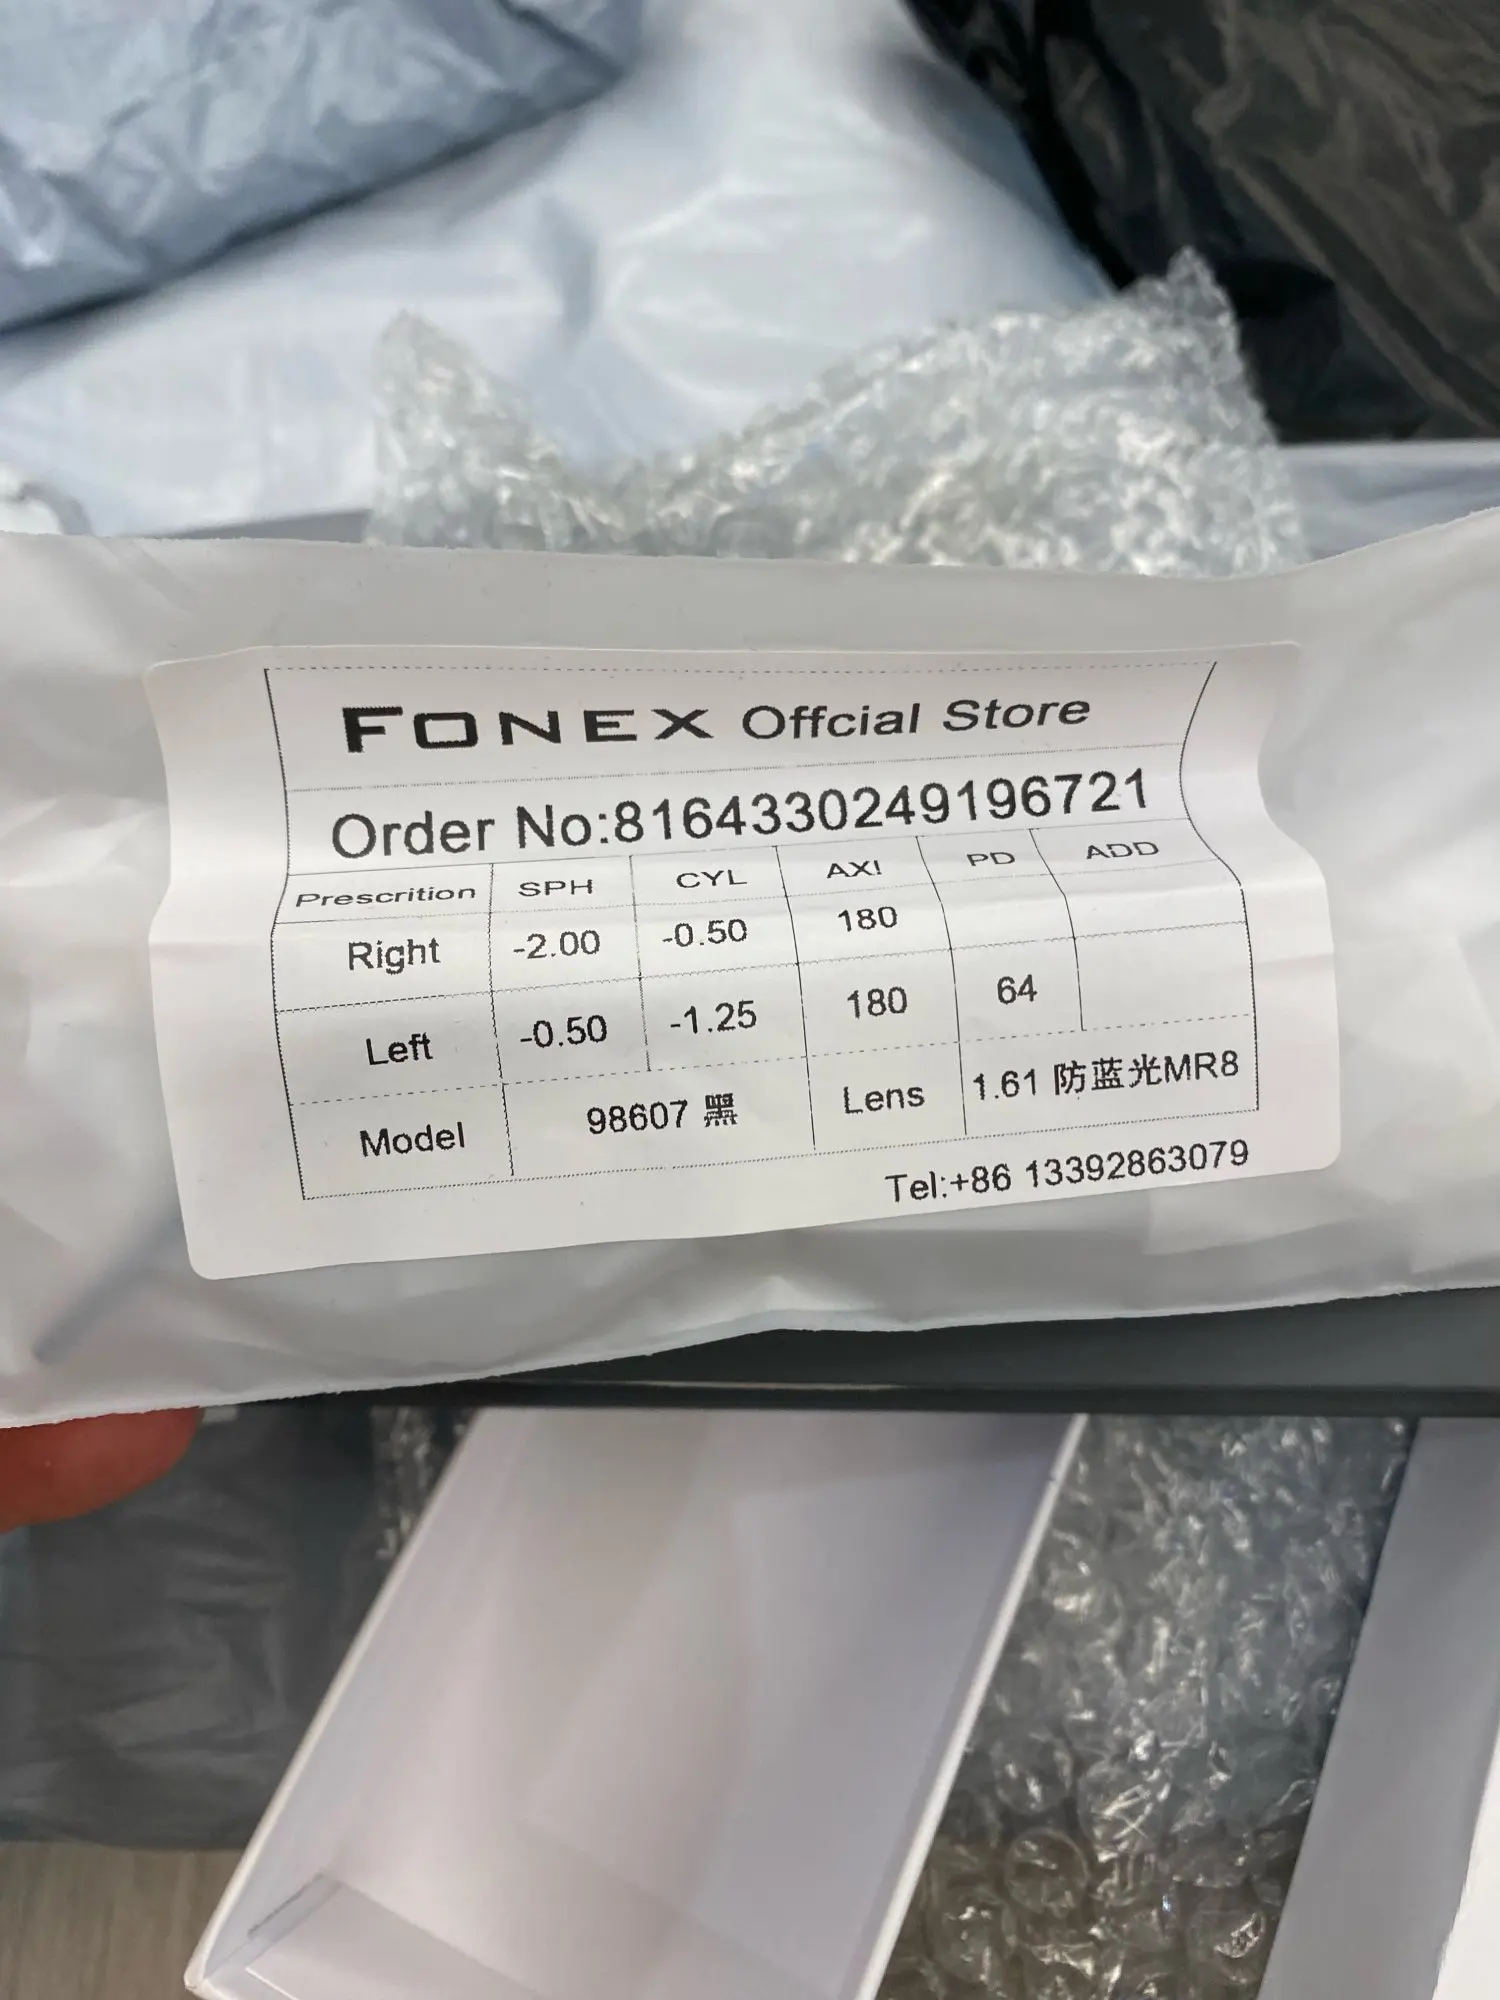 FONEX Offcial Store
Order No:8164330249196721
Prescrition SPH CYL AXI PD ADD
Right -2.00 -0.50 180
Left -0.50 -1.25 180 64
Model 98607 黑 Lens 1.61 防蓝光MR8
Tel:+86 13392863079